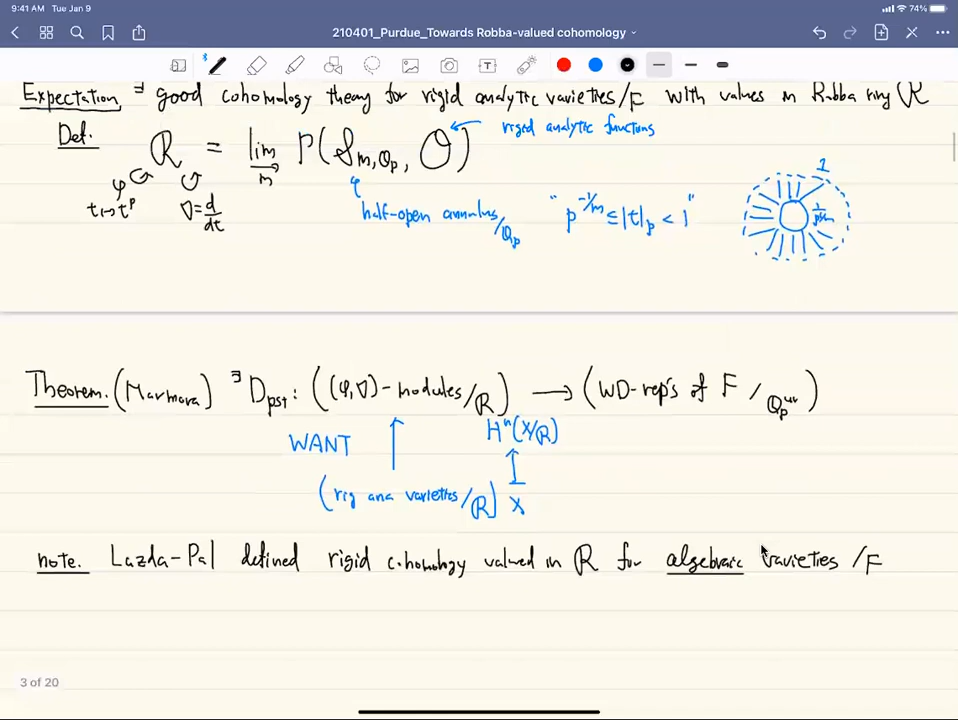 9:41 AM Tue Jan 9
74%
210401_Purdue_Towards Robba-valued cohomology
Expectation ∃ good cohomology theory for rigid analytic varieties/F with values in Robba ring R
Def. R = lim→m Γ(S_{m,Qp}, O) ← rigid analytic functions
φ t↦t^p ∇=d/dt
half-open annulus/Qp "p^{-1/m} ≤ |t|_p < 1"
1
Theorem. (Marmora) ∃ D_pst : ((φ,∇)-modules/R) → (WD-rep's of F / Qp^ur)
WANT ↑ H^n(X/R)
(rig ana varieties/R) X
note. Lazda-Pal defined rigid cohomology valued in R for algebraic varieties /F
3 of 20